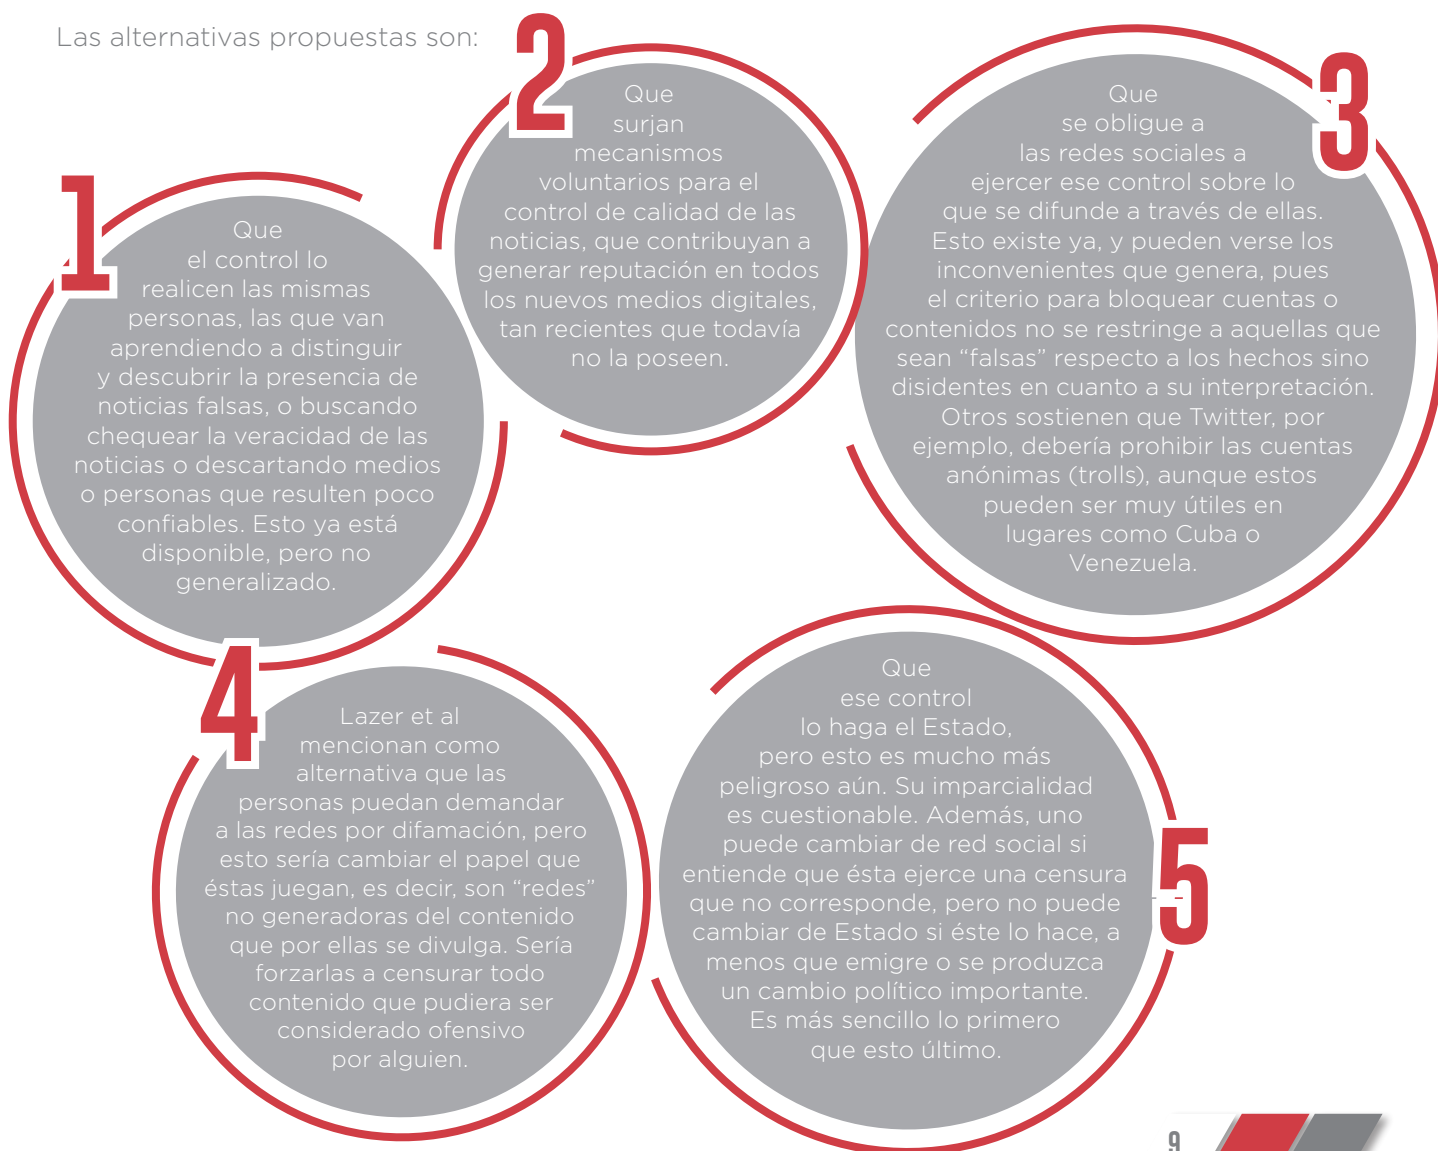 Las alternativas propuestas son:
1
Que
el control lo
realicen las mismas
personas, las que van
aprendiendo a distinguir
y descubrir la presencia de
noticias falsas, o buscando
chequear la veracidad de las
noticias o descartando medios
o personas que resulten poco
confiables. Esto ya está
disponible, pero no
generalizado.
2
Que
surjan
mecanismos
voluntarios para el
control de calidad de las
noticias, que contribuyan a
generar reputación en todos
los nuevos medios digitales,
tan recientes que todavía
no la poseen.
3
Que
se obligue a
las redes sociales a
ejercer ese control sobre lo
que se difunde a través de ellas.
Esto existe ya, y pueden verse los
inconvenientes que genera, pues
el criterio para bloquear cuentas o
contenidos no se restringe a aquellas que
sean “falsas” respecto a los hechos sino
disidentes en cuanto a su interpretación.
Otros sostienen que Twitter, por
ejemplo, debería prohibir las cuentas
anónimas (trolls), aunque estos
pueden ser muy útiles en
lugares como Cuba o
Venezuela.
4
Lazer et al
mencionan como
alternativa que las
personas puedan demandar
a las redes por difamación, pero
esto sería cambiar el papel que
éstas juegan, es decir, son “redes”
no generadoras del contenido
que por ellas se divulga. Sería
forzarlas a censurar todo
contenido que pudiera ser
considerado ofensivo
por alguien.
5
Que
ese control
lo haga el Estado,
pero esto es mucho más
peligroso aún. Su imparcialidad
es cuestionable. Además, uno
puede cambiar de red social si
entiende que ésta ejerce una censura
que no corresponde, pero no puede
cambiar de Estado si éste lo hace, a
menos que emigre o se produzca
un cambio político importante.
Es más sencillo lo primero
que esto último.
9